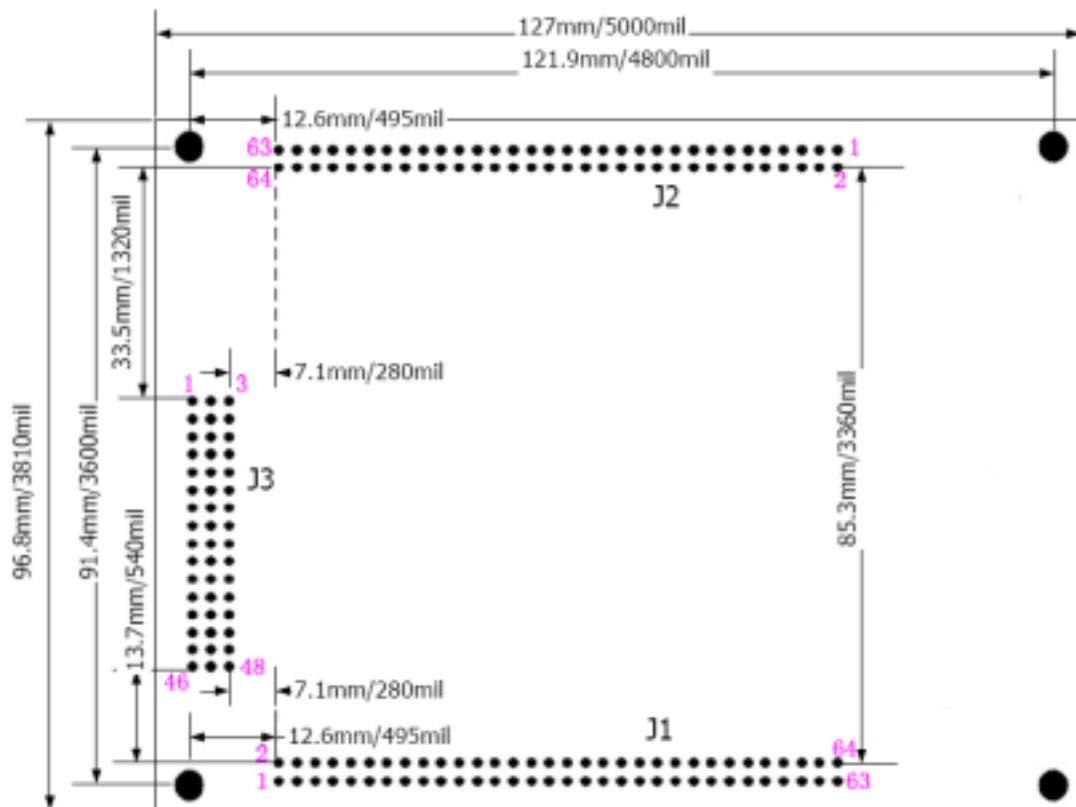 127mm/5000mil
121.9mm/4800mil
12.6mm/495mil
63
1
64
2
J2
33.5mm/1320mil
7.1mm/280mil
1
3
96.8mm/3810mil
91.4mm/3600mil
85.3mm/3360mil
J3
13.7mm/540mil
46
48
7.1mm/280mil
12.6mm/495mil
J1
2
64
1
63